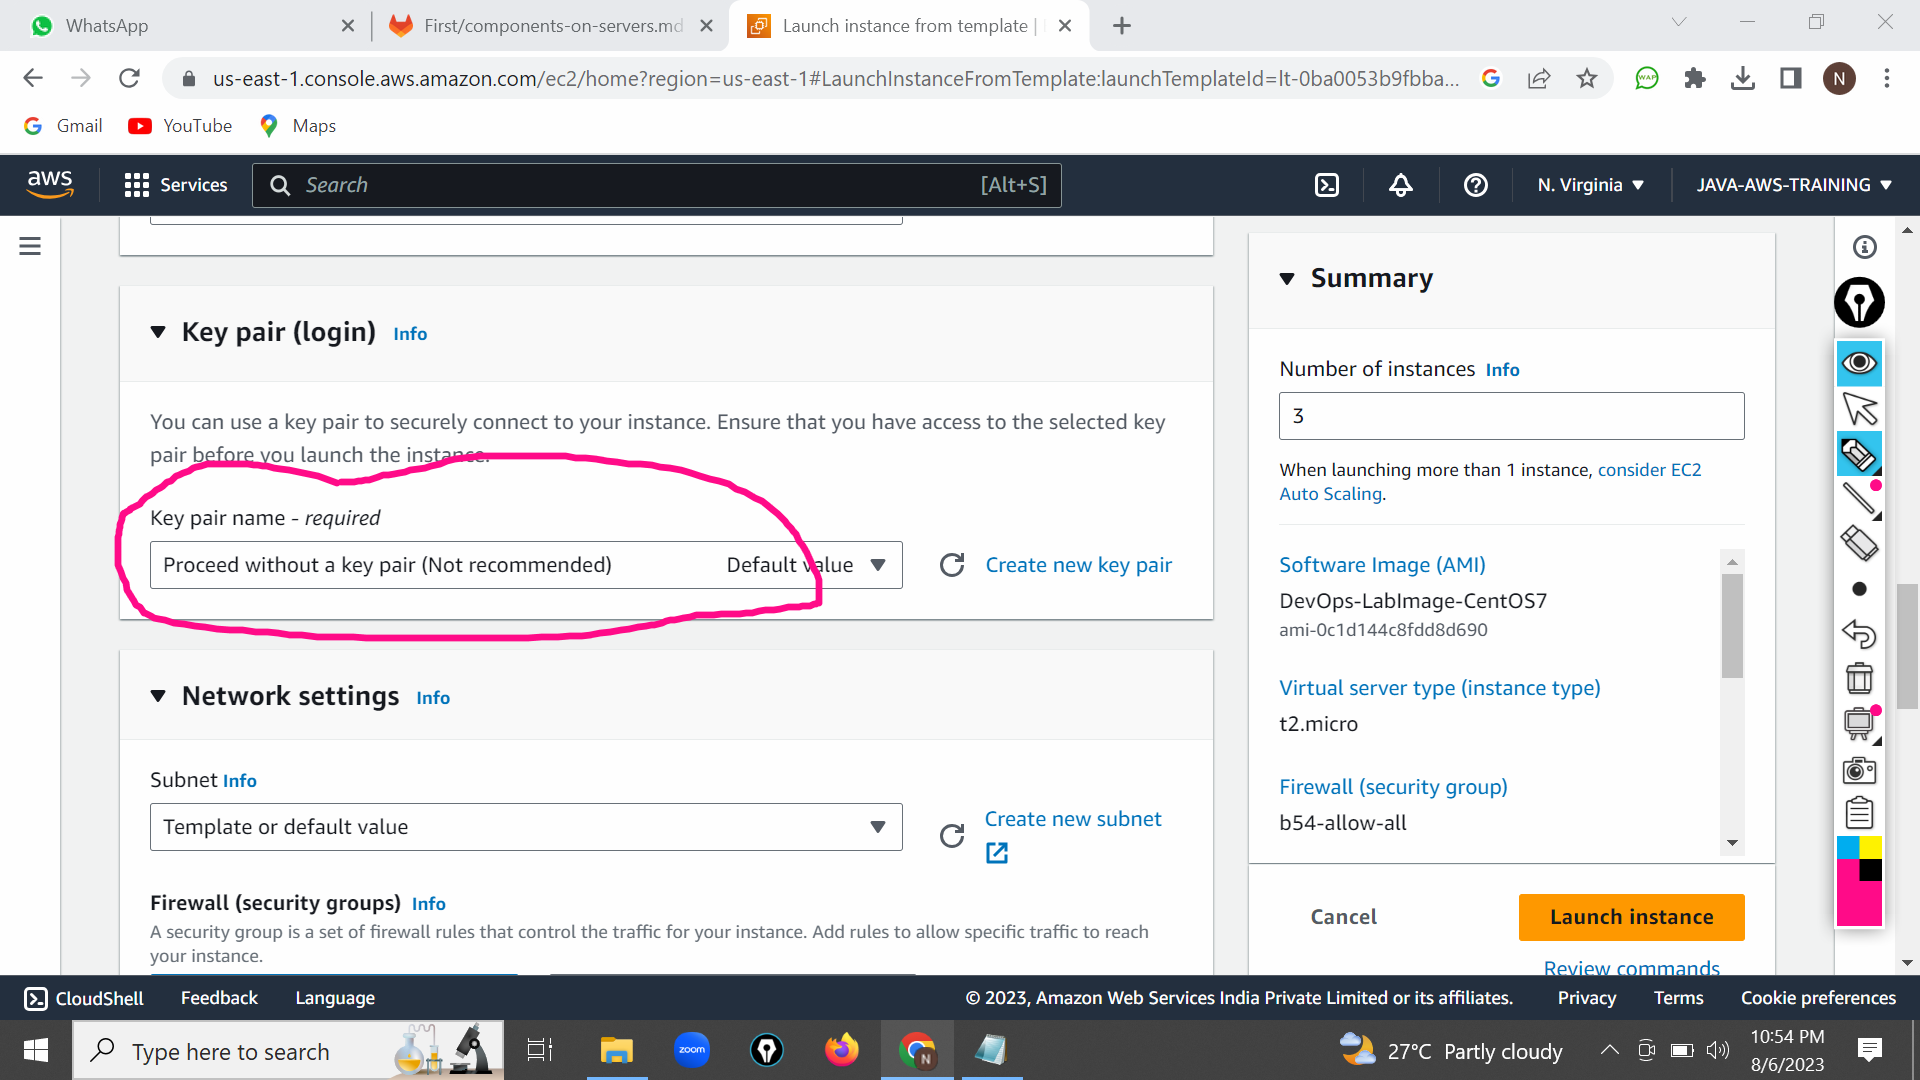 WhatsApp
First/components-on-servers.md
Launch instance from template |
us-east-1.console.aws.amazon.com/ec2/home?region=us-east-1#LaunchInstanceFromTemplate:launchTemplateId=lt-0ba0053b9fbba...
N
Gmail
YouTube
Maps
aws
Services
Search
[Alt+S]
N. Virginia
JAVA-AWS-TRAINING
Key pair (login) Info
You can use a key pair to securely connect to your instance. Ensure that you have access to the selected key
pair before you launch the instance.
Key pair name - required
Proceed without a key pair (Not recommended) Default value
Create new key pair
Network settings Info
Subnet Info
Template or default value
Create new subnet
Firewall (security groups) Info
A security group is a set of firewall rules that control the traffic for your instance. Add rules to allow specific traffic to reach
your instance.
Summary
Number of instances Info
3
When launching more than 1 instance, consider EC2
Auto Scaling.
Software Image (AMI)
DevOps-LabImage-CentOS7
ami-0c1d144c8fdd8d690
Virtual server type (instance type)
t2.micro
Firewall (security group)
b54-allow-all
Cancel
Launch instance
Review commands
CloudShell
Feedback
Language
© 2023, Amazon Web Services India Private Limited or its affiliates.
Privacy
Terms
Cookie preferences
Type here to search
zoom
N
27°C Partly cloudy
10:54 PM
8/6/2023